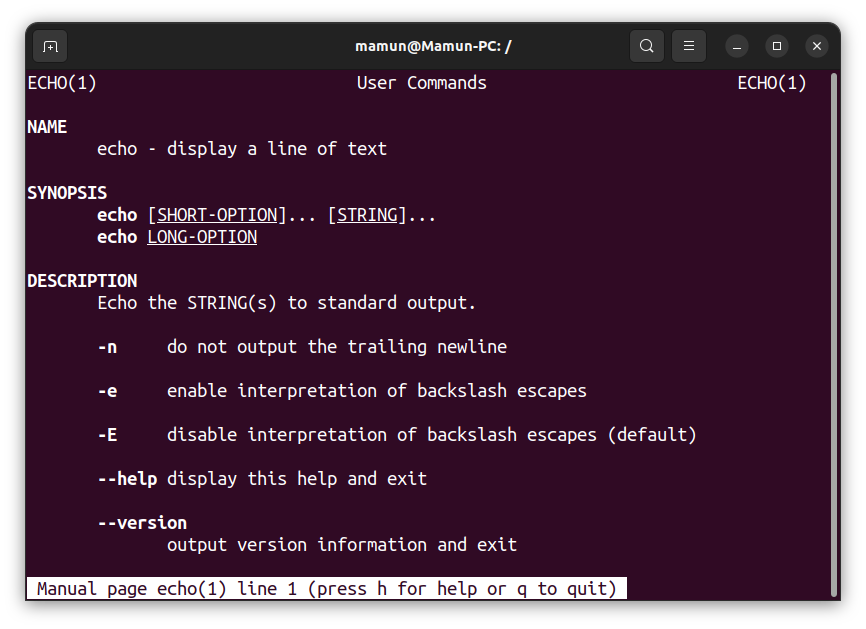 mamun@Mamun-PC: /
ECHO(1) User Commands ECHO(1)
NAME
echo - display a line of text
SYNOPSIS
echo [SHORT-OPTION]... [STRING]...
echo LONG-OPTION
DESCRIPTION
Echo the STRING(s) to standard output.
-n do not output the trailing newline
-e enable interpretation of backslash escapes
-E disable interpretation of backslash escapes (default)
--help display this help and exit
--version
output version information and exit
Manual page echo(1) line 1 (press h for help or q to quit)